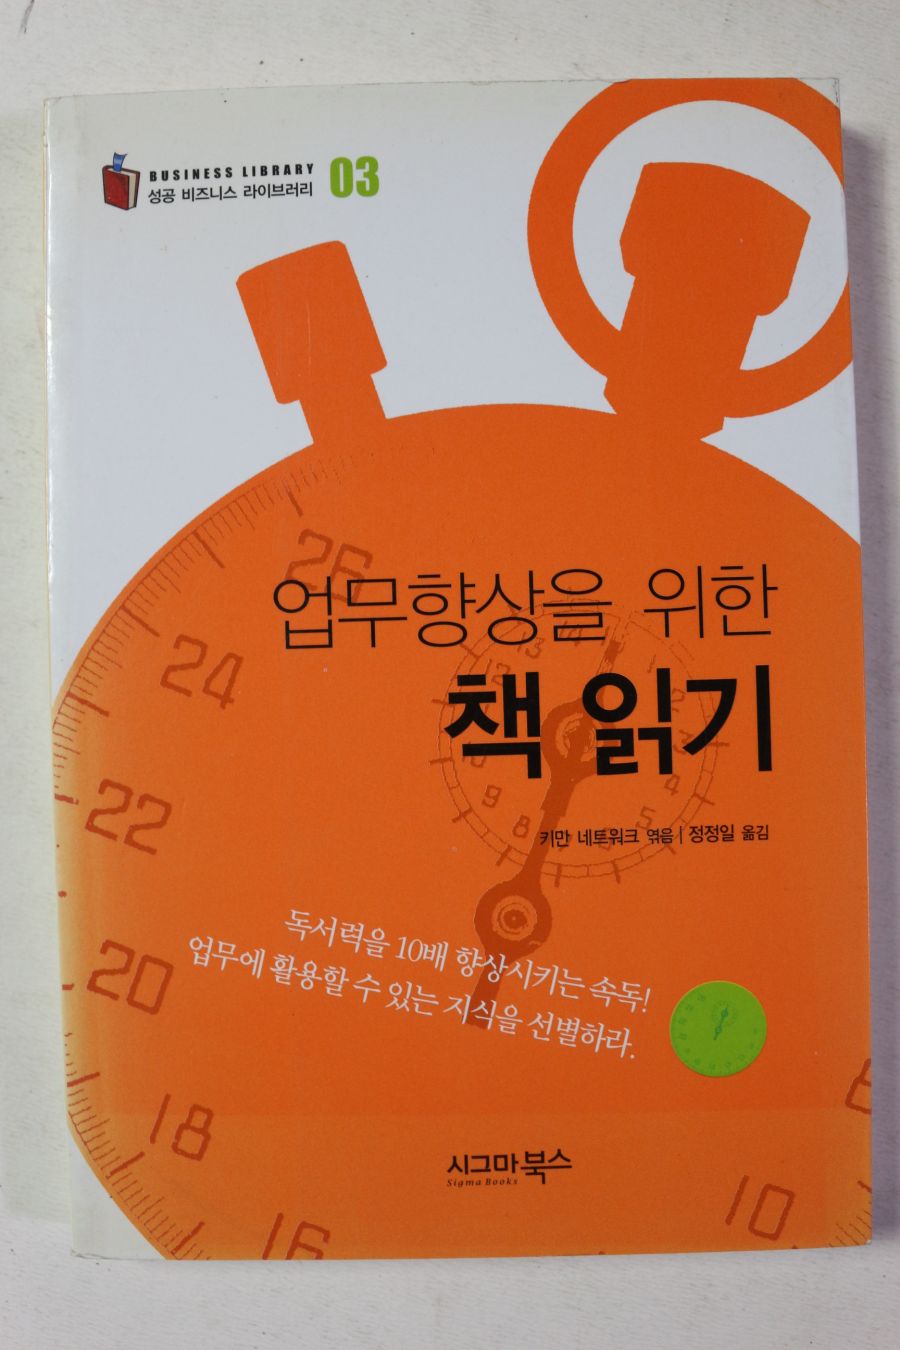 BUSINESS LIBRARY
성공 비즈니스 라이브러리 03
26
업무향상을 위한
책 읽기
24
22
키만 네트워크 엮음 | 정정일 옮김
독서력을 10배 향상시키는 속독!
업무에 활용할 수 있는 지식을 선별하라.
20
18
시그마북스
Sigma Books
16
10